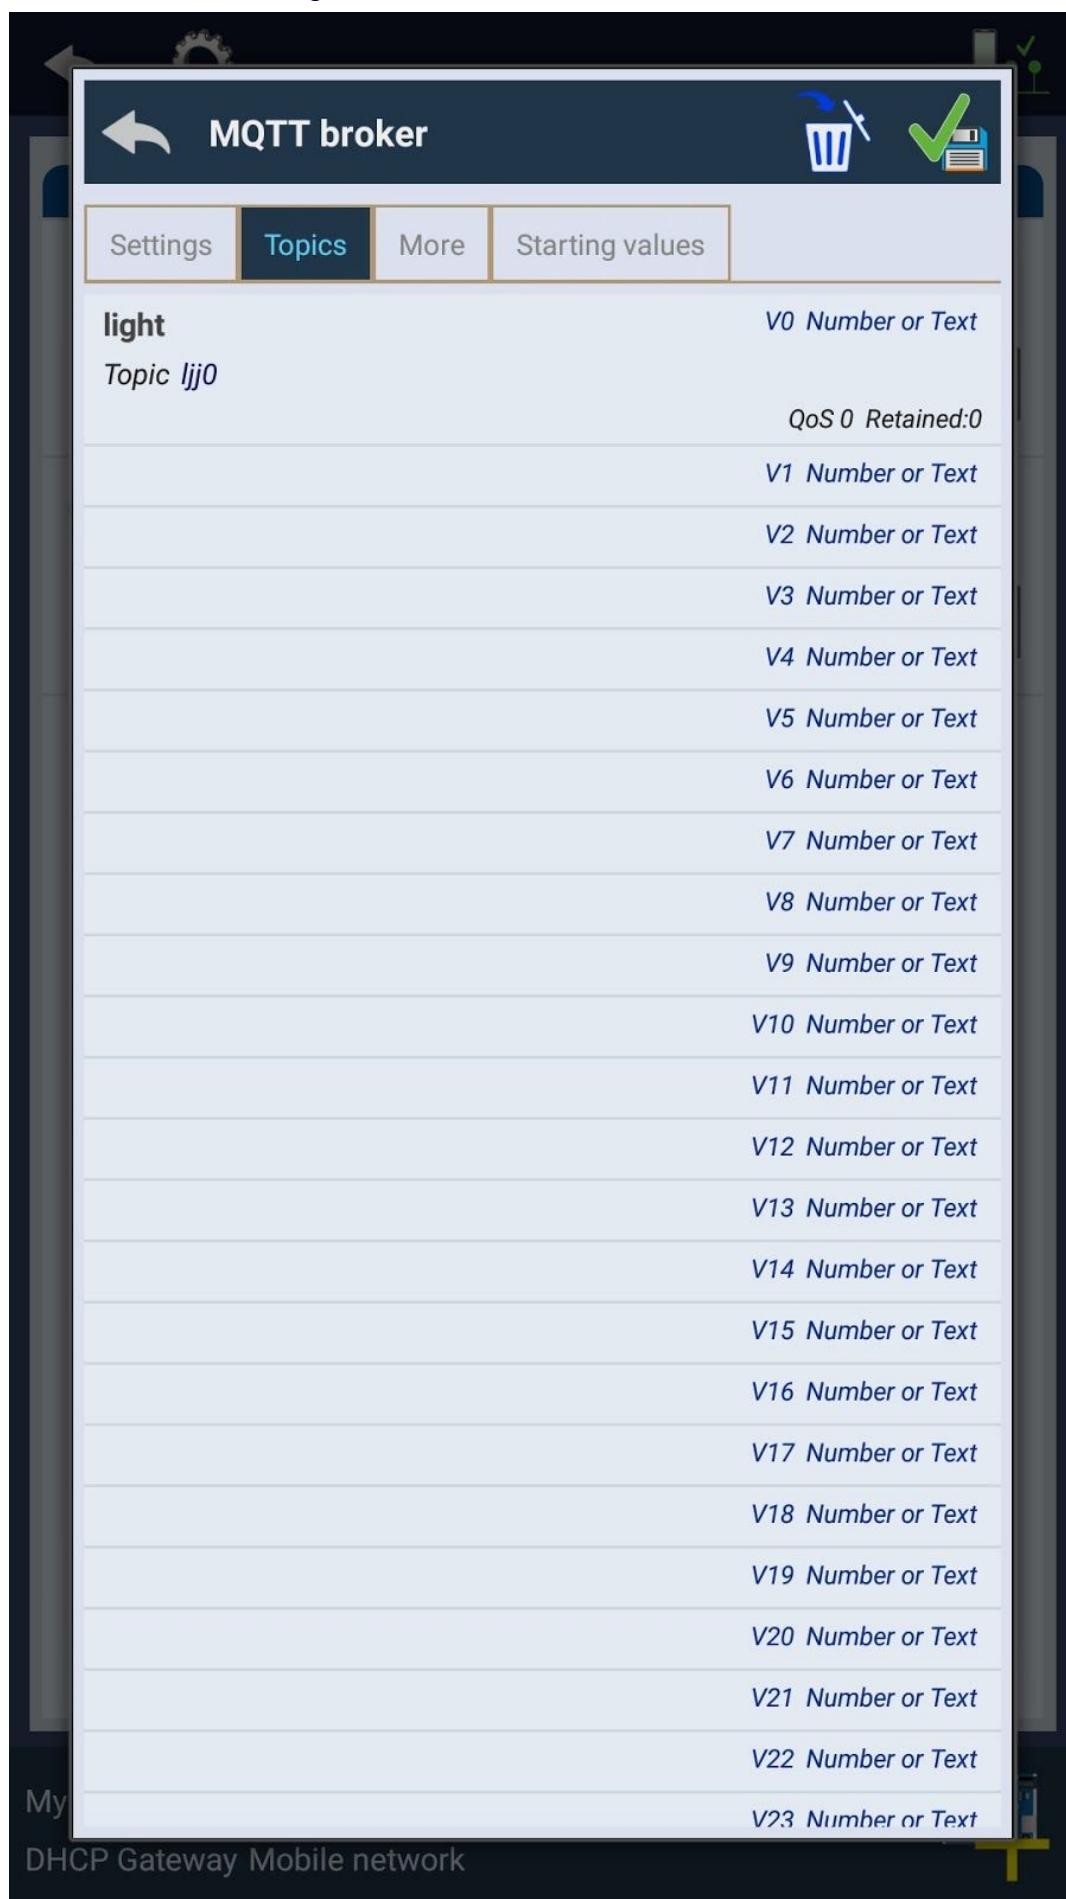 MQTT broker
Settings Topics More Starting values
light V0 Number or Text
Topic ljj0
QoS 0 Retained:0
V1 Number or Text
V2 Number or Text
V3 Number or Text
V4 Number or Text
V5 Number or Text
V6 Number or Text
V7 Number or Text
V8 Number or Text
V9 Number or Text
V10 Number or Text
V11 Number or Text
V12 Number or Text
V13 Number or Text
V14 Number or Text
V15 Number or Text
V16 Number or Text
V17 Number or Text
V18 Number or Text
V19 Number or Text
V20 Number or Text
V21 Number or Text
V22 Number or Text
V23 Number or Text
My
DHCP Gateway Mobile network